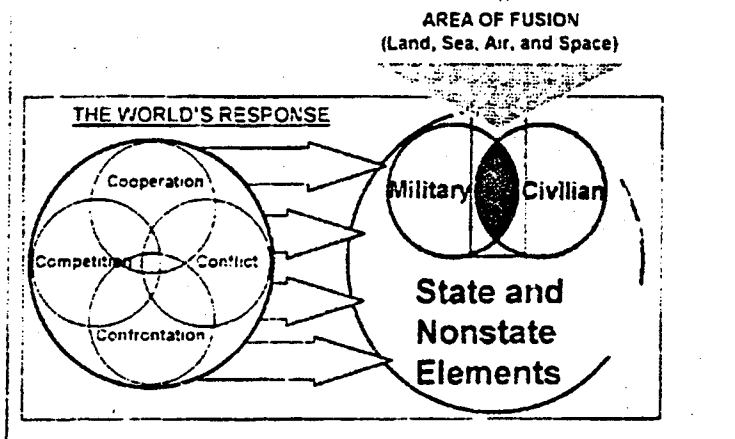 AREA OF FUSION
(Land, Sea, Air, and Space)
THE WORLD'S RESPONSE
Cooperation
Competition
Conflict
Confrontation
Military
Civilian
State and
Nonstate
Elements